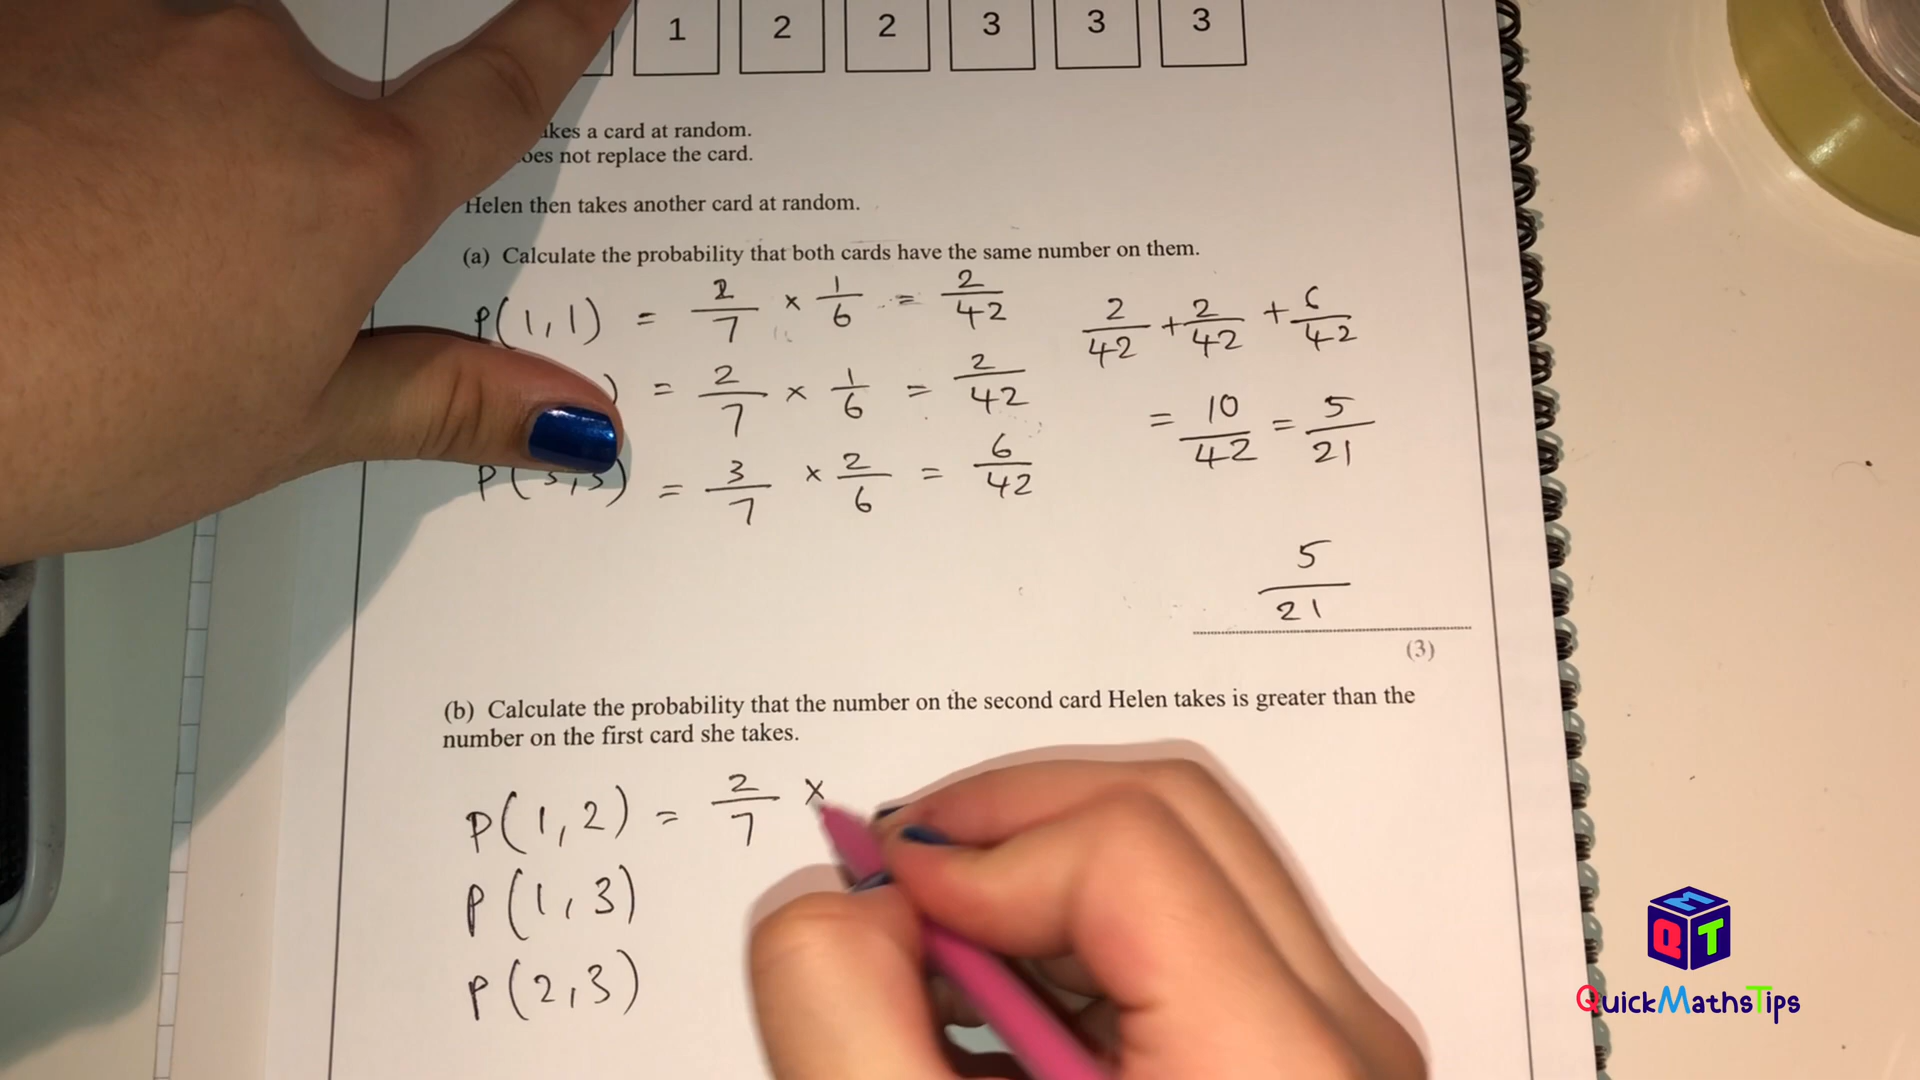 1 2 2 3 3 3
a card at random.
not replace the card.
Helen then takes another card at random.
(a) Calculate the probability that both cards have the same number on them.
P(1,1) = 2/7 × 1/6 = 2/42
2/42 + 2/42 + 6/42
) = 2/7 × 1/6 = 2/42
= 10/42 = 5/21
P(3,3) = 3/7 × 2/6 = 6/42
5/21
(3)
(b) Calculate the probability that the number on the second card Helen takes is greater than the
number on the first card she takes.
P(1,2) = 2/7 ×
P(1,3)
P(2,3)
M
Q T
QuickMathsTips